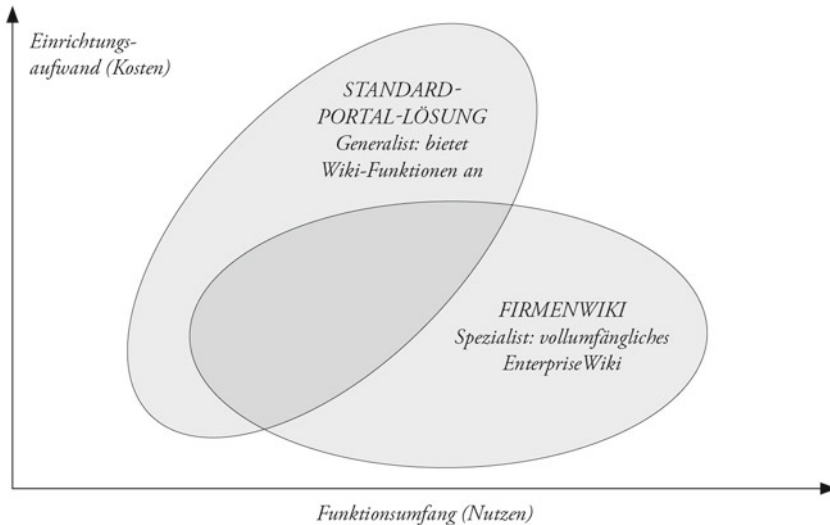 Einrichtungs-
aufwand (Kosten)
STANDARD-
PORTAL-LÖSUNG
Generalist: bietet
Wiki-Funktionen an
FIRMENWIKI
Spezialist: vollumfängliches
EnterpriseWiki
Funktionsumfang (Nutzen)